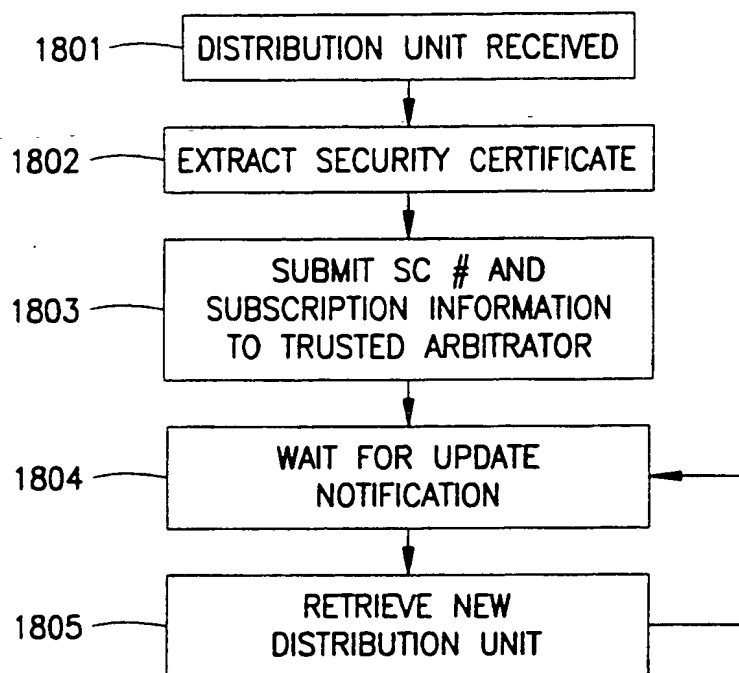 1801
DISTRIBUTION UNIT RECEIVED
1802
EXTRACT SECURITY CERTIFICATE
1803
SUBMIT SC # AND
SUBSCRIPTION INFORMATION
TO TRUSTED ARBITRATOR
1804
WAIT FOR UPDATE
NOTIFICATION
1805
RETRIEVE NEW
DISTRIBUTION UNIT